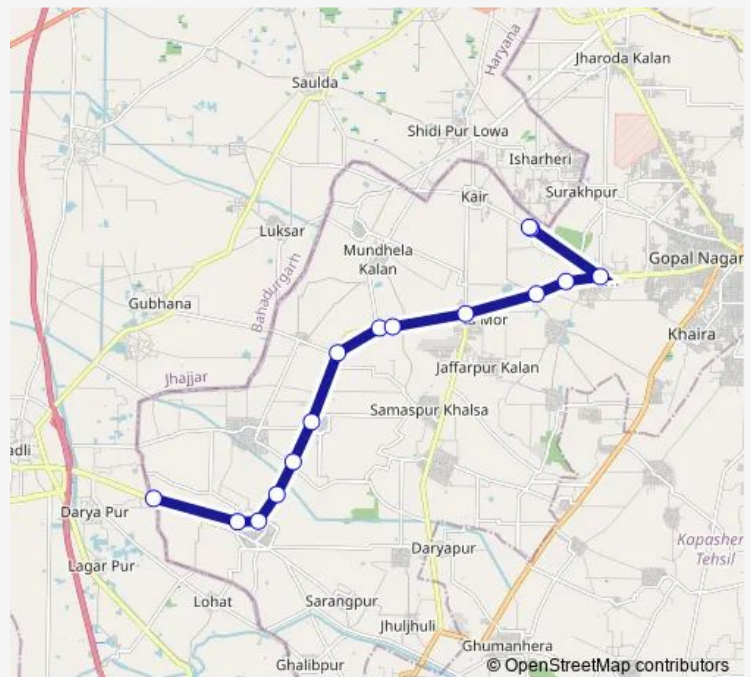 Haryana
Jharoda Kalan
Saulda
Shidi Pur Lowa
Isharheri
Surakhpur
Kair
Luksar
Mundhela
Kalan
Gopal Nagar
Bahadurgarh
Gubhana
Mor
Khaira
Jaffarpur Kalan
Jhajjar
Samaspur Khalsa
adli
Darya Pur
Daryapur
Kapasher
Tehsil
Lagar Pur
Lohat
Sarangpur
Jhuljhuli
Ghumanhera
Ghalibpur
© OpenStreetMap contributors